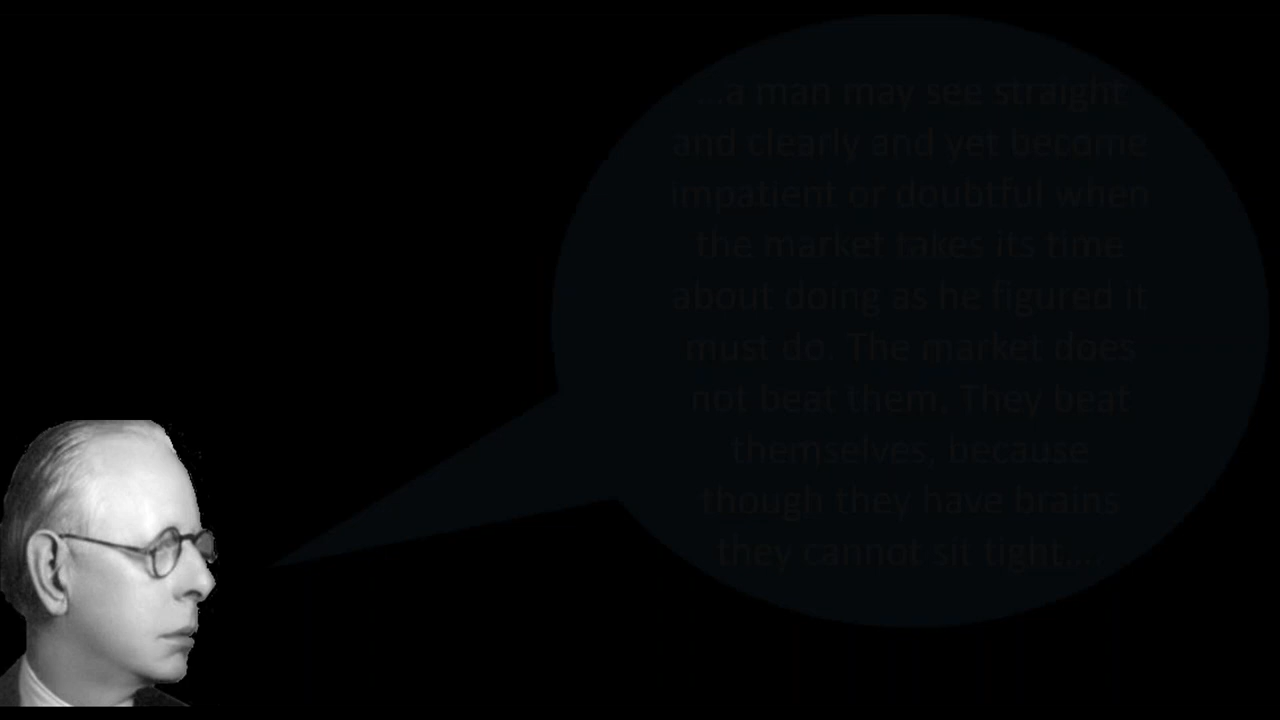 ...a man may see straight
and clearly and yet become
impatient or doubtful when
the market takes its time
about doing as he figured it
must do. The market does
not beat them. They beat
themselves, because
though they have brains
they cannot sit tight....